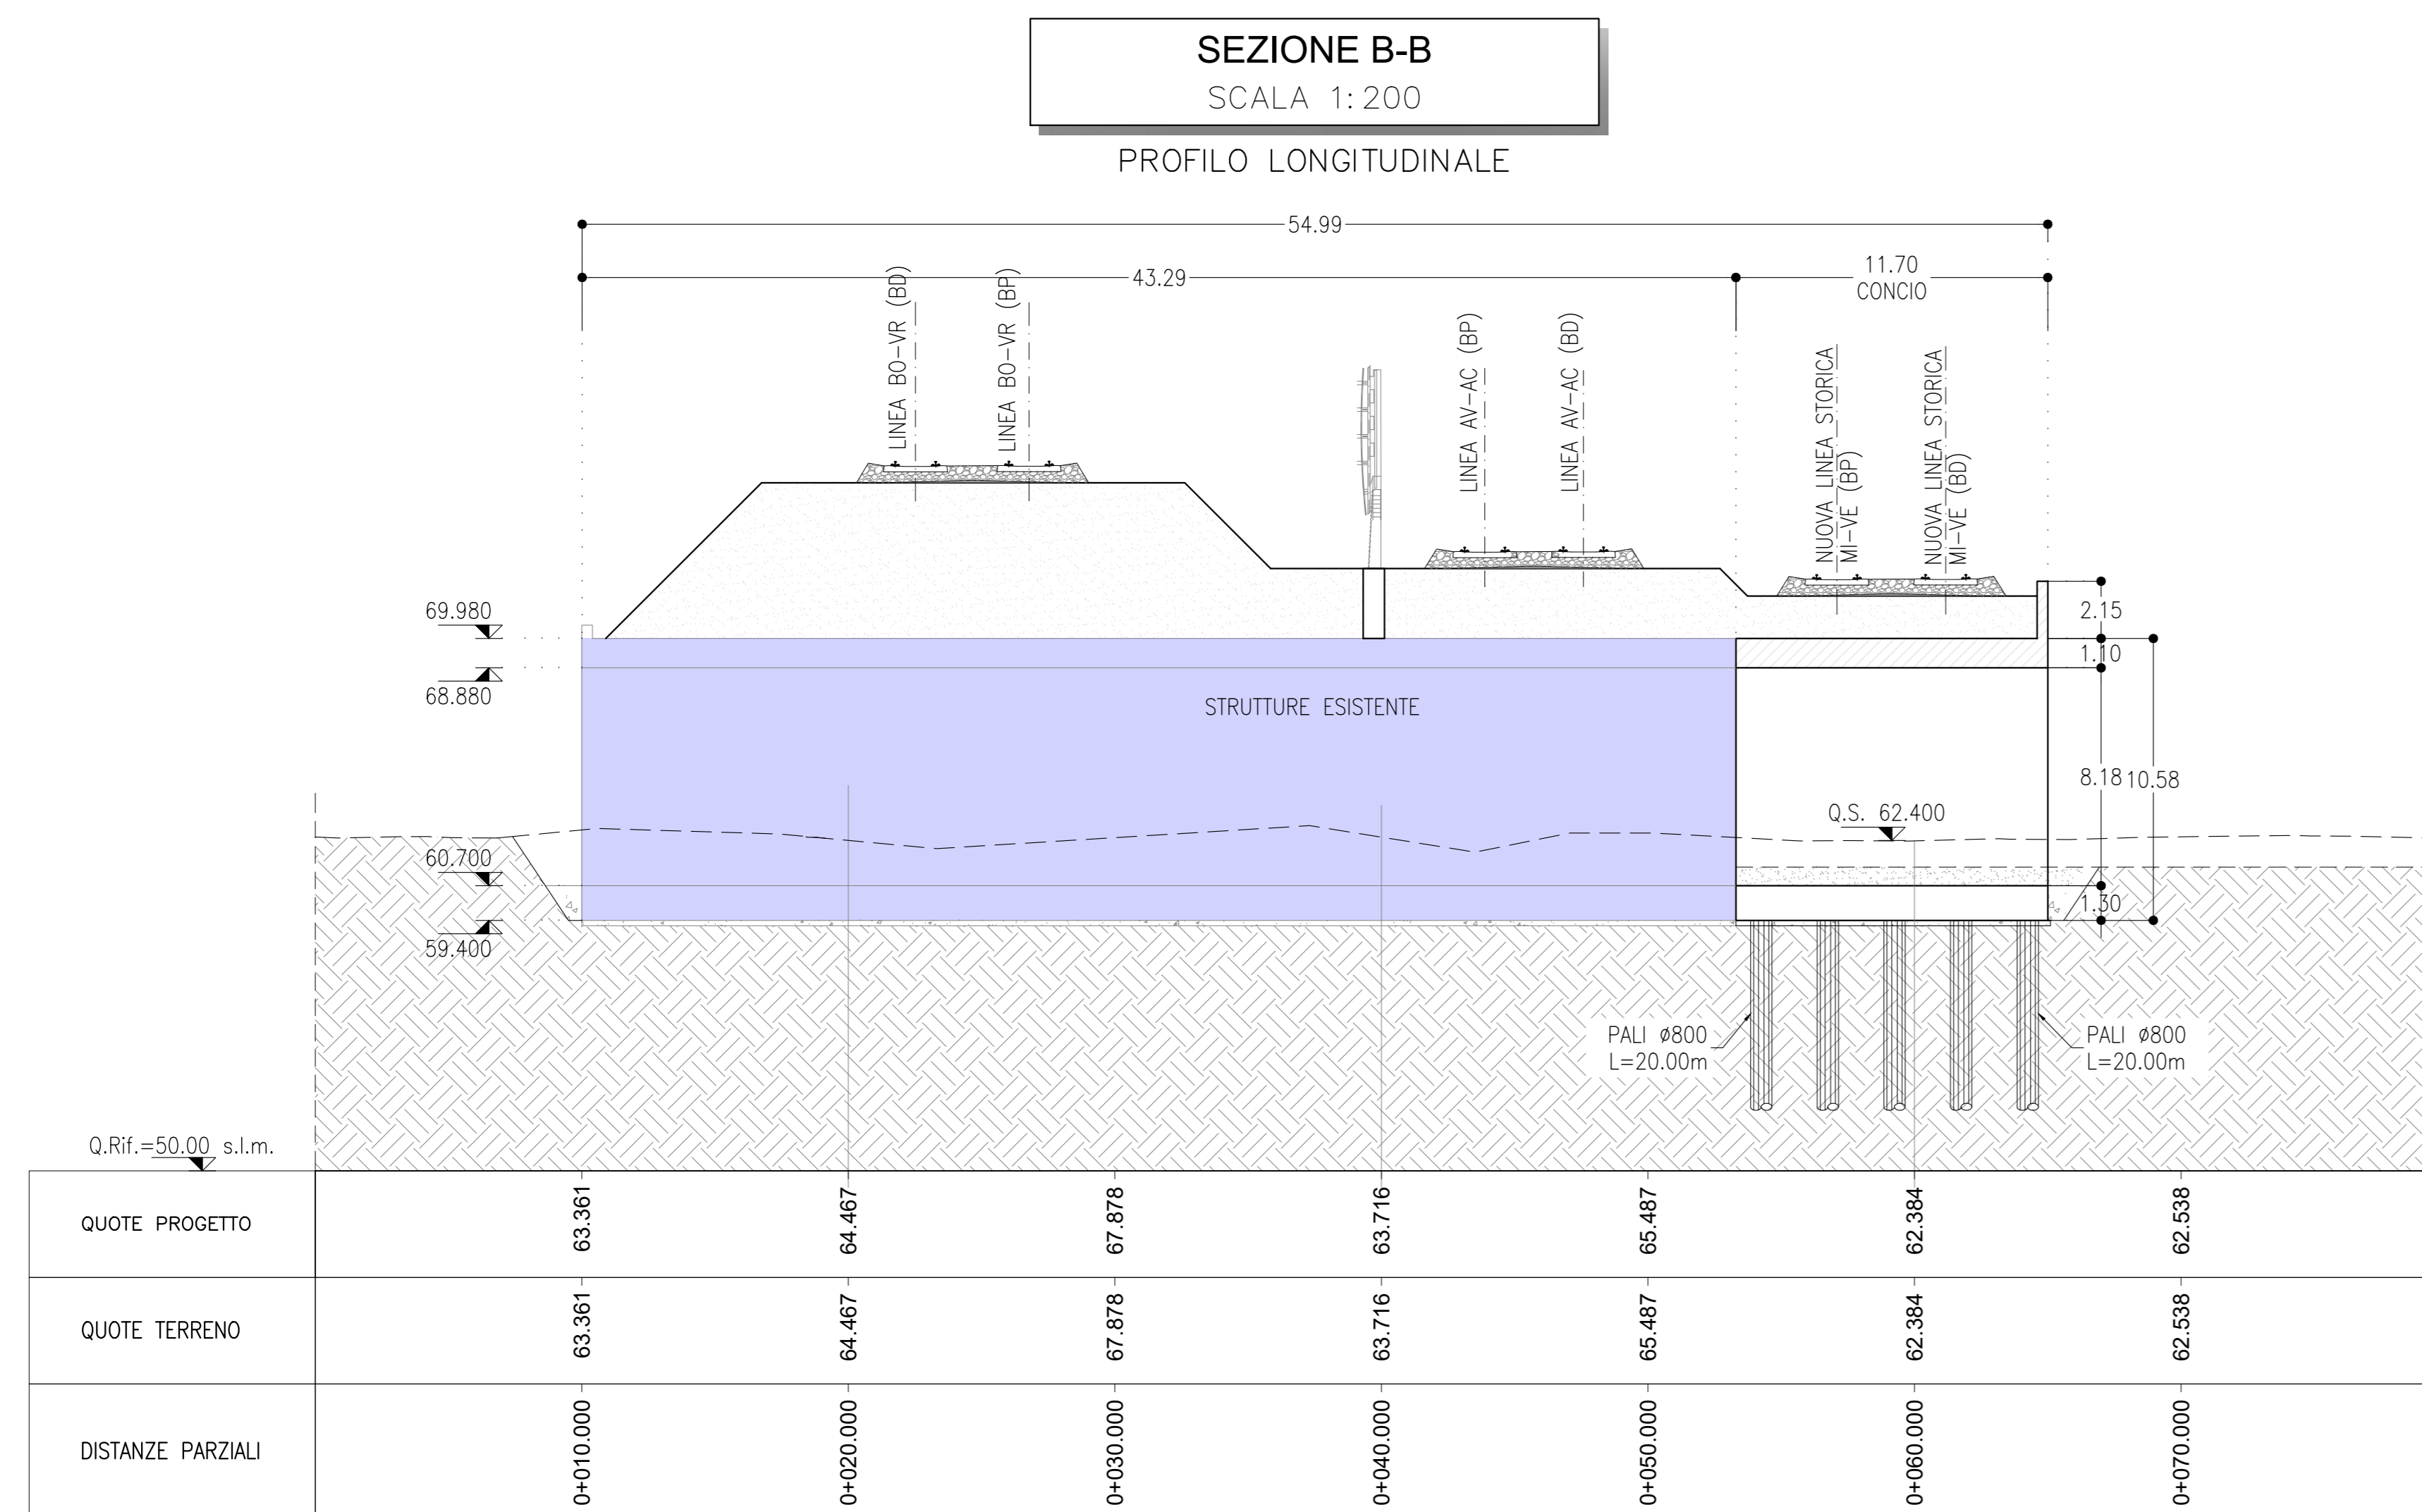 SEZIONE B-B
SCALA 1:200
PROFILO LONGITUDINALE
54.99
43.29
11.70
CONCIO
LINEA BO-VR (BD)
LINEA BO-VR (BP)
LINEA AV-AC (BP)
LINEA AV-AC (BD)
NUOVA LINEA STORICA
MI-VE (BP)
NUOVA LINEA STORICA
MI-VE (BD)
69.980
68.880
2.15
1.10
STRUTTURE ESISTENTE
8.18
10.58
Q.S. 62.400
60.700
59.400
1.30
PALI ø800
L=20.00m
PALI ø800
L=20.00m
Q.Rif.=50.00 s.l.m.
QUOTE PROGETTO
63.361
64.467
67.878
63.716
65.487
62.384
62.538
QUOTE TERRENO
63.361
64.467
67.878
63.716
65.487
62.384
62.538
DISTANZE PARZIALI
0+010.000
0+020.000
0+030.000
0+040.000
0+050.000
0+060.000
0+070.000